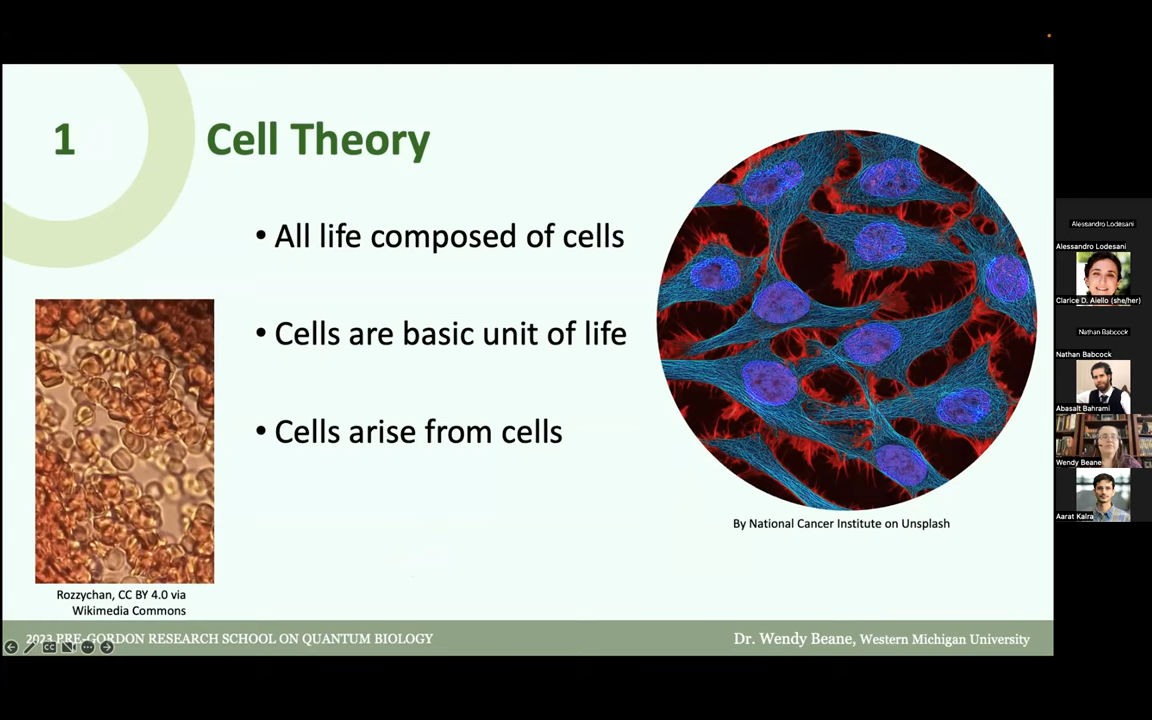 1 Cell Theory
• All life composed of cells
• Cells are basic unit of life
• Cells arise from cells
Rozzychan, CC BY 4.0 via
Wikimedia Commons
By National Cancer Institute on Unsplash
2023 PRE-GORDON RESEARCH SCHOOL ON QUANTUM BIOLOGY
Dr. Wendy Beane, Western Michigan University
CC
Alessandro Lodesani
Alessandro Lodesani
Clarice D. Aiello (she/her)
Nathan Babcock
Nathan Babcock
Abasalt Bahrami
Wendy Beane
Aarat Kalra